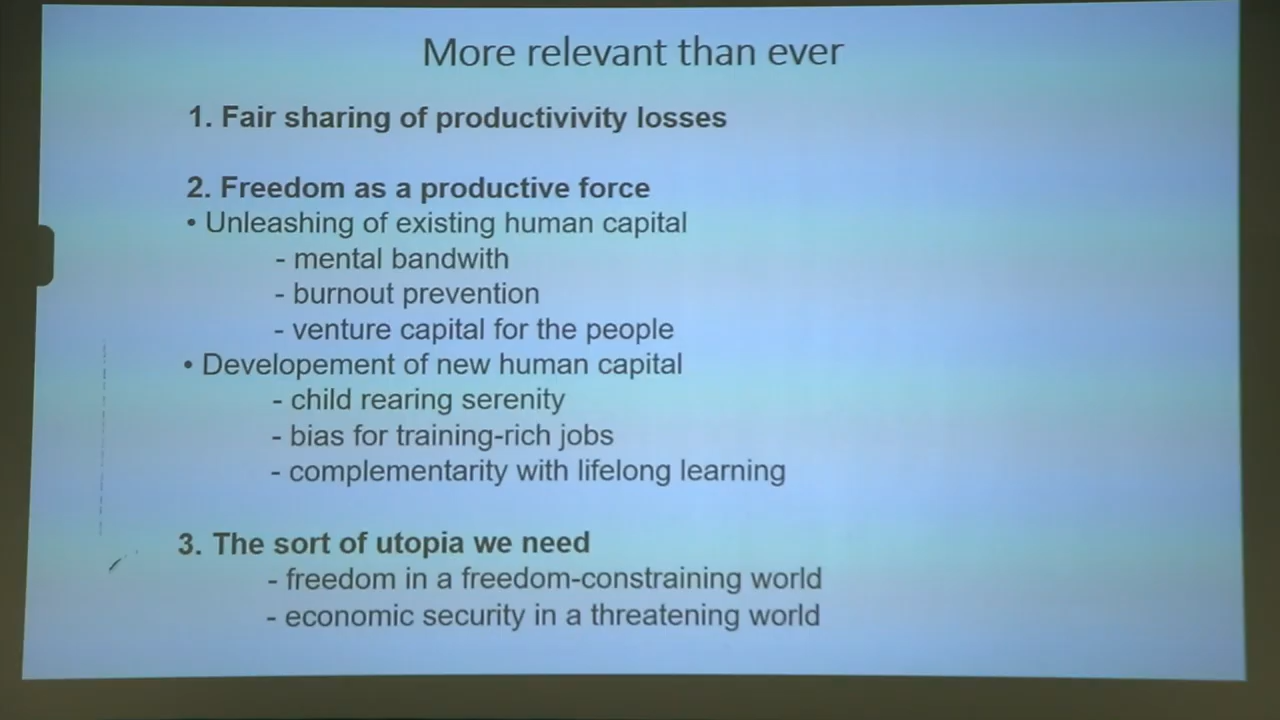 More relevant than ever
1. Fair sharing of productivivity losses
2. Freedom as a productive force
• Unleashing of existing human capital
- mental bandwith
- burnout prevention
- venture capital for the people
• Developement of new human capital
- child rearing serenity
- bias for training-rich jobs
- complementarity with lifelong learning
3. The sort of utopia we need
- freedom in a freedom-constraining world
- economic security in a threatening world